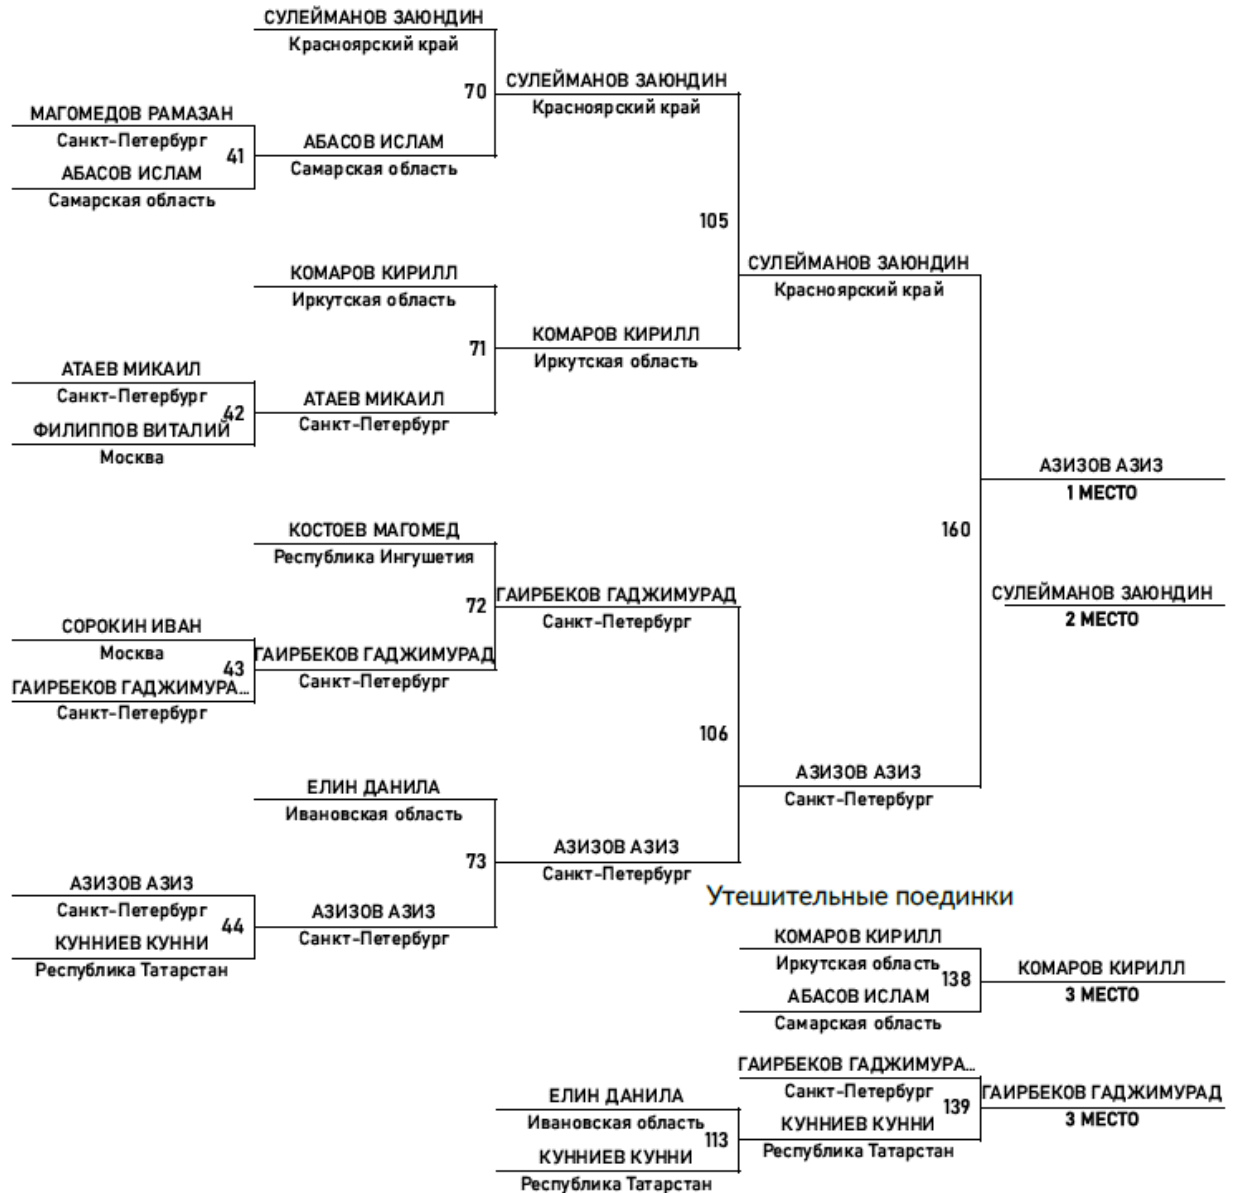 СУЛЕЙМАНОВ ЗАЮНДИН
Красноярский край
70
СУЛЕЙМАНОВ ЗАЮНДИН
Красноярский край
МАГОМЕДОВ РАМАЗАН
Санкт-Петербург
41
АБАСОВ ИСЛАМ
Самарская область
АБАСОВ ИСЛАМ
Самарская область
105
СУЛЕЙМАНОВ ЗАЮНДИН
Красноярский край
КОМАРОВ КИРИЛЛ
Иркутская область
71
КОМАРОВ КИРИЛЛ
Иркутская область
АТАЕВ МИКАИЛ
Санкт-Петербург
42
ФИЛИППОВ ВИТАЛИЙ
Москва
АТАЕВ МИКАИЛ
Санкт-Петербург
АЗИЗОВ АЗИЗ
1 МЕСТО
160
СУЛЕЙМАНОВ ЗАЮНДИН
2 МЕСТО
КОСТОЕВ МАГОМЕД
Республика Ингушетия
72
ГАИРБЕКОВ ГАДЖИМУРАД
Санкт-Петербург
СОРОКИН ИВАН
Москва
43
ГАИРБЕКОВ ГАДЖИМУРА...
Санкт-Петербург
ГАИРБЕКОВ ГАДЖИМУРАД
Санкт-Петербург
106
АЗИЗОВ АЗИЗ
Санкт-Петербург
ЕЛИН ДАНИЛА
Ивановская область
73
АЗИЗОВ АЗИЗ
Санкт-Петербург
АЗИЗОВ АЗИЗ
Санкт-Петербург
44
КУННИЕВ КУННИ
Республика Татарстан
АЗИЗОВ АЗИЗ
Санкт-Петербург
Утешительные поединки
КОМАРОВ КИРИЛЛ
Иркутская область
138
АБАСОВ ИСЛАМ
Самарская область
КОМАРОВ КИРИЛЛ
3 МЕСТО
ГАИРБЕКОВ ГАДЖИМУРА...
Санкт-Петербург
139
КУННИЕВ КУННИ
Республика Татарстан
ГАИРБЕКОВ ГАДЖИМУРАД
3 МЕСТО
ЕЛИН ДАНИЛА
Ивановская область
113
КУННИЕВ КУННИ
Республика Татарстан